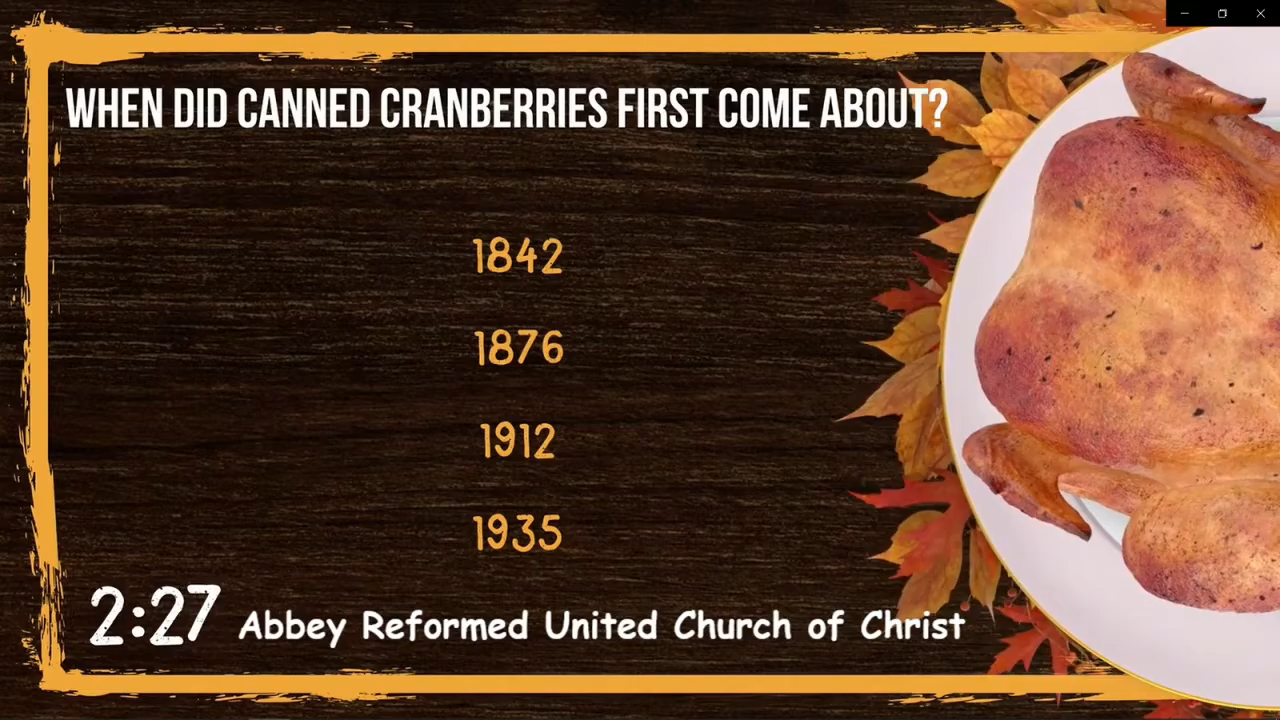 WHEN DID CANNED CRANBERRIES FIRST COME ABOUT?
1842
1876
1912
1935
2:27 Abbey Reformed United Church of Christ